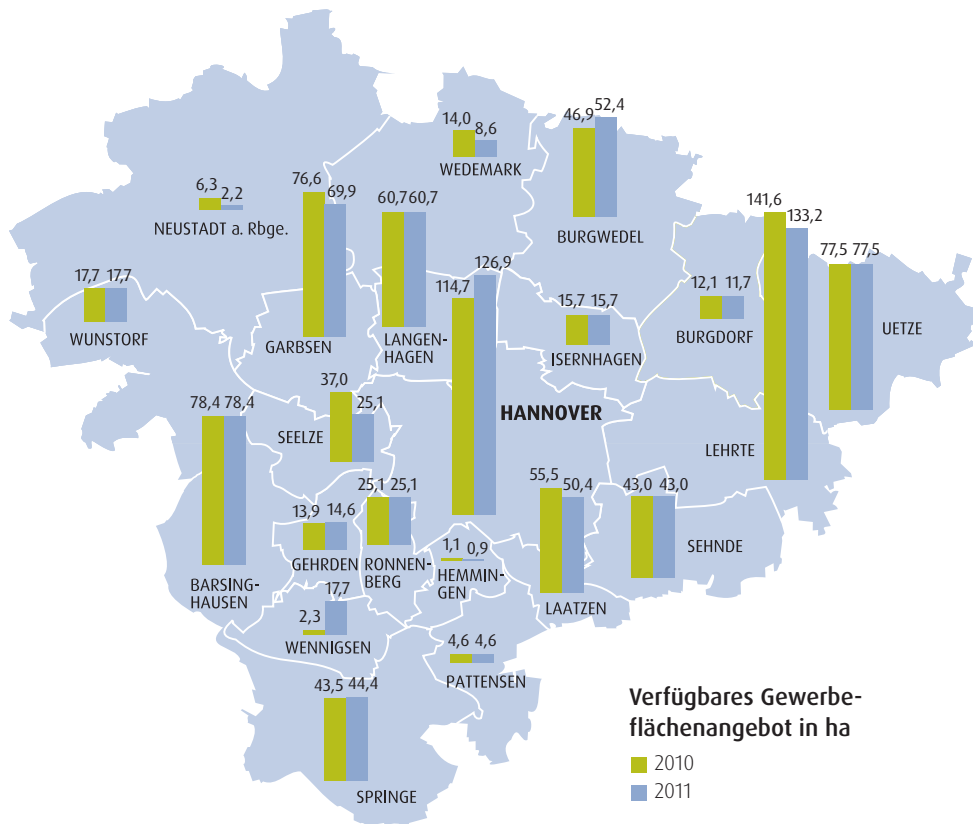 14,0
8,6
WEDEMARK
46,9
52,4
BURGWEDEL
6,3
2,2
NEUSTADT a. Rbge.
76,6
69,9
GARBSEN
60,7 60,7
LANGEN-
HAGEN
141,6
133,2
LEHRTE
77,5 77,5
UETZE
17,7 17,7
WUNSTORF
114,7
126,9
HANNOVER
15,7 15,7
ISERNHAGEN
12,1 11,7
BURGDORF
37,0
25,1
SEELZE
78,4 78,4
BARSING-
HAUSEN
13,9 14,6
GEHRDEN
25,1 25,1
RONNEN-
BERG
1,1 0,9
HEMMIN-
GEN
55,5
50,4
LAATZEN
43,0 43,0
SEHNDE
2,3
17,7
WENNIGSEN
4,6 4,6
PATTENSEN
43,5 44,4
SPRINGE
Verfügbares Gewerbe-
flächenangebot in ha
2010
2011